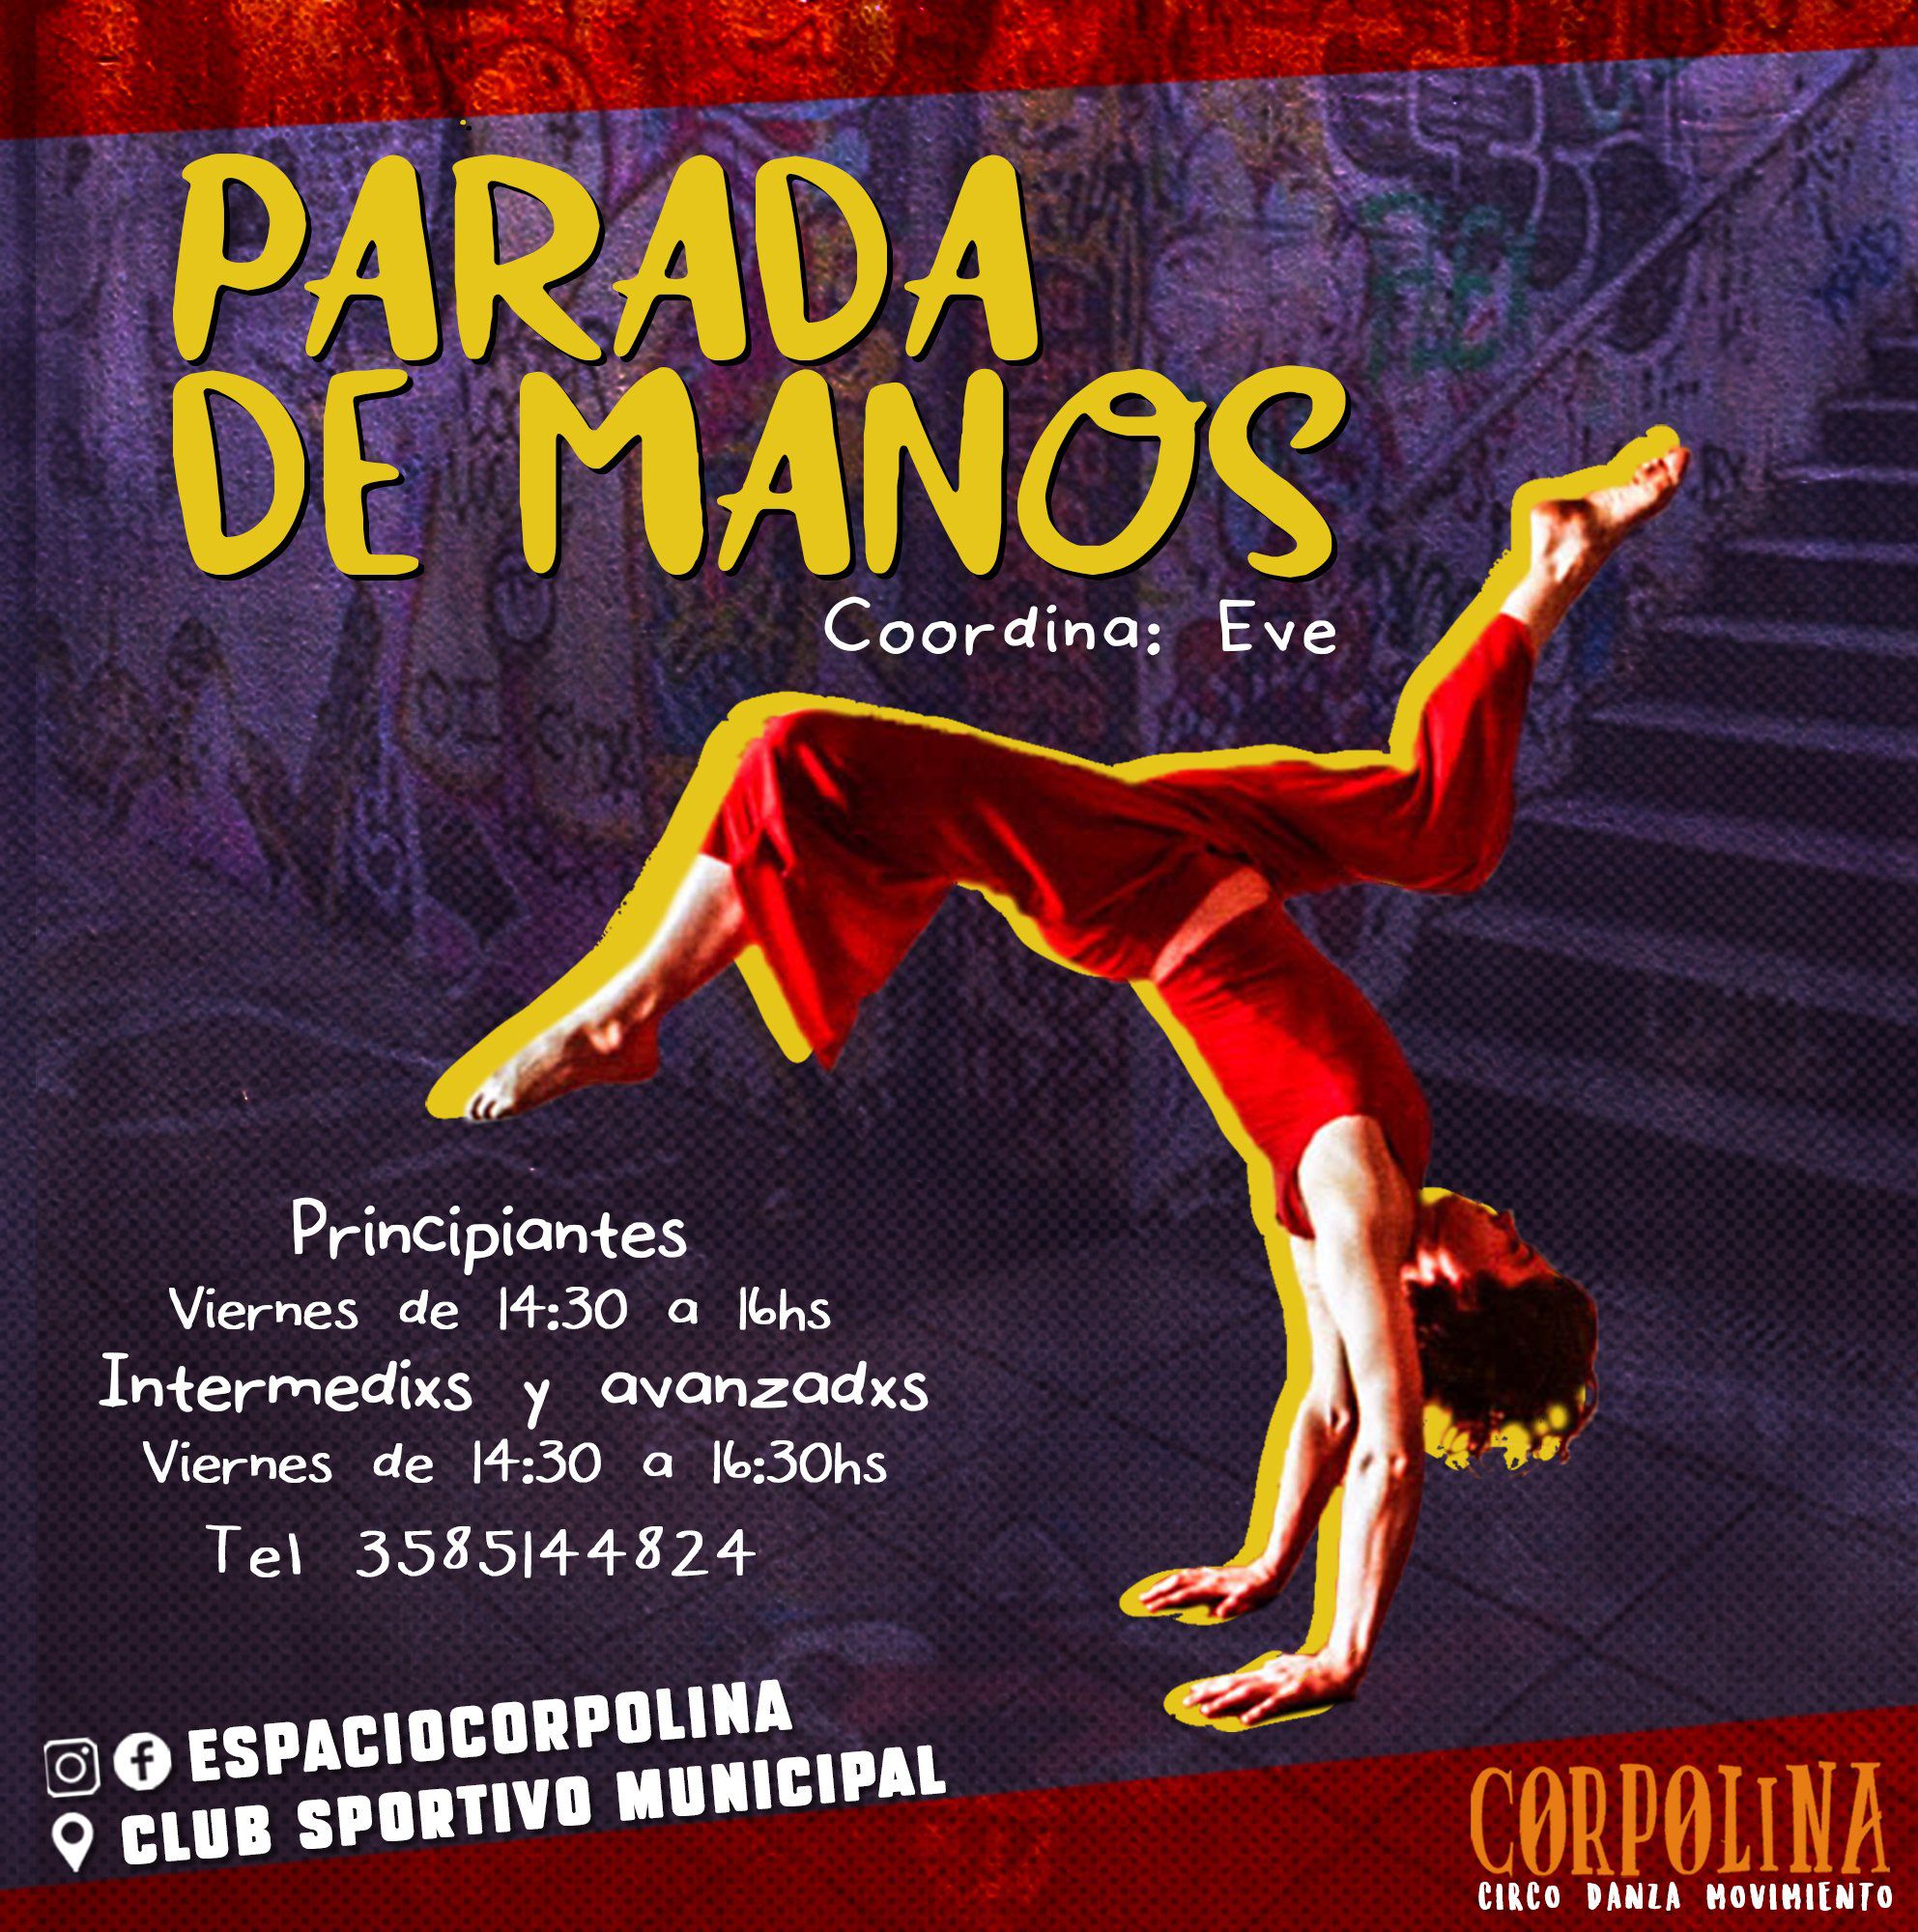 PARADA
DE MANOS
Coordina: Eve
Principiantes
Viernes de 14:30 a 16hs
Intermedixs y avanzadxs
Viernes de 14:30 a 16:30hs
Tel 3585144824
ESPACIOCORPOLINA
CLUB SPORTIVO MUNICIPAL
CORPOLINA
CIRCO DANZA MOVIMIENTO